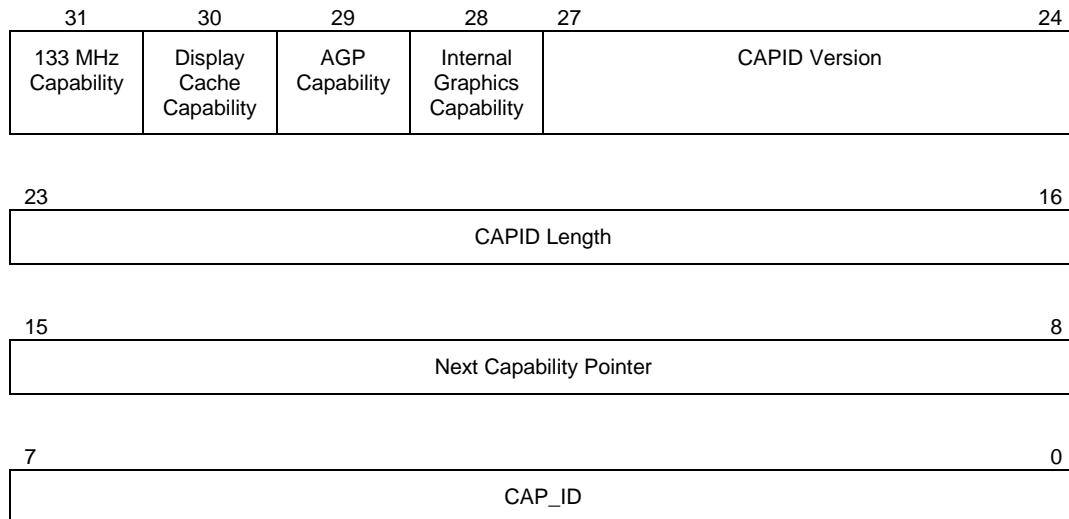 31 30 29 28 27 24
133 MHz Display AGP Internal CAPID Version
Capability Cache Capability Graphics
Capability Capability
23 16
CAPID Length
15 8
Next Capability Pointer
7 0
CAP_ID